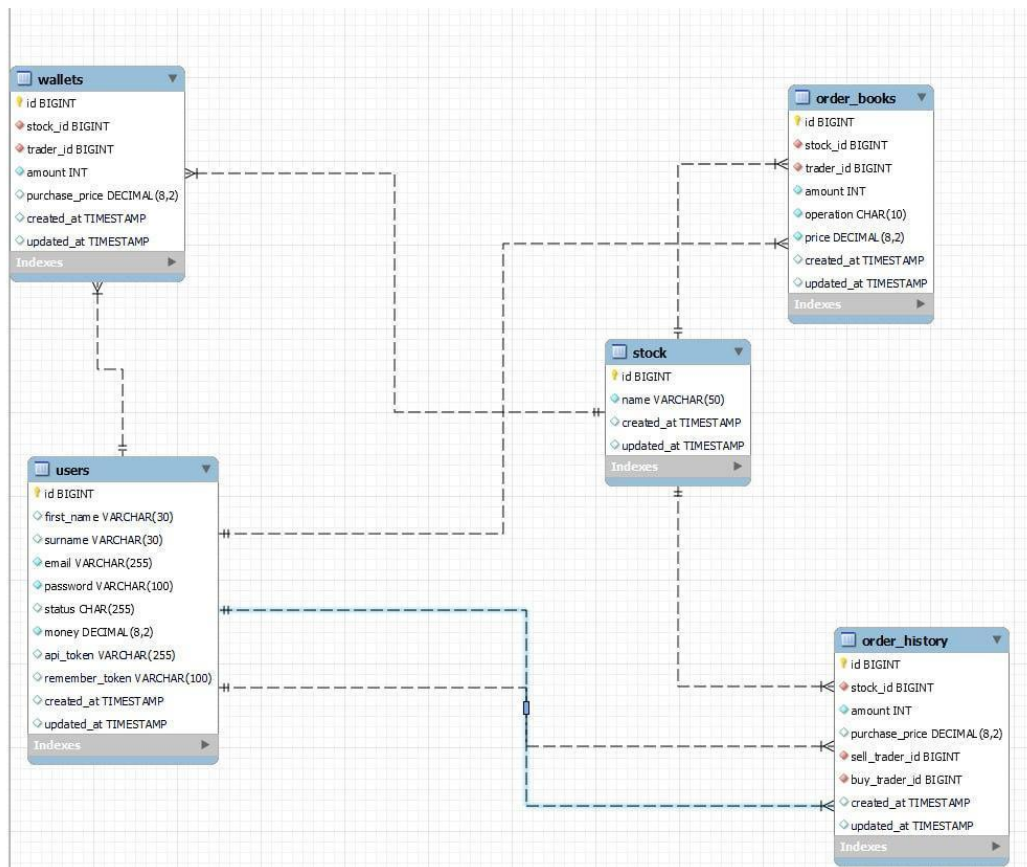 wallets
id BIGINT
stock_id BIGINT
trader_id BIGINT
amount INT
purchase_price DECIMAL(8,2)
created_at TIMESTAMP
updated_at TIMESTAMP
Indexes
order_books
id BIGINT
stock_id BIGINT
trader_id BIGINT
amount INT
operation CHAR(10)
price DECIMAL(8,2)
created_at TIMESTAMP
updated_at TIMESTAMP
Indexes
stock
id BIGINT
name VARCHAR(50)
created_at TIMESTAMP
updated_at TIMESTAMP
Indexes
users
id BIGINT
first_name VARCHAR(30)
surname VARCHAR(30)
email VARCHAR(255)
password VARCHAR(100)
status CHAR(255)
money DECIMAL(8,2)
api_token VARCHAR(255)
remember_token VARCHAR(100)
created_at TIMESTAMP
updated_at TIMESTAMP
Indexes
order_history
id BIGINT
stock_id BIGINT
amount INT
purchase_price DECIMAL(8,2)
sell_trader_id BIGINT
buy_trader_id BIGINT
created_at TIMESTAMP
updated_at TIMESTAMP
Indexes